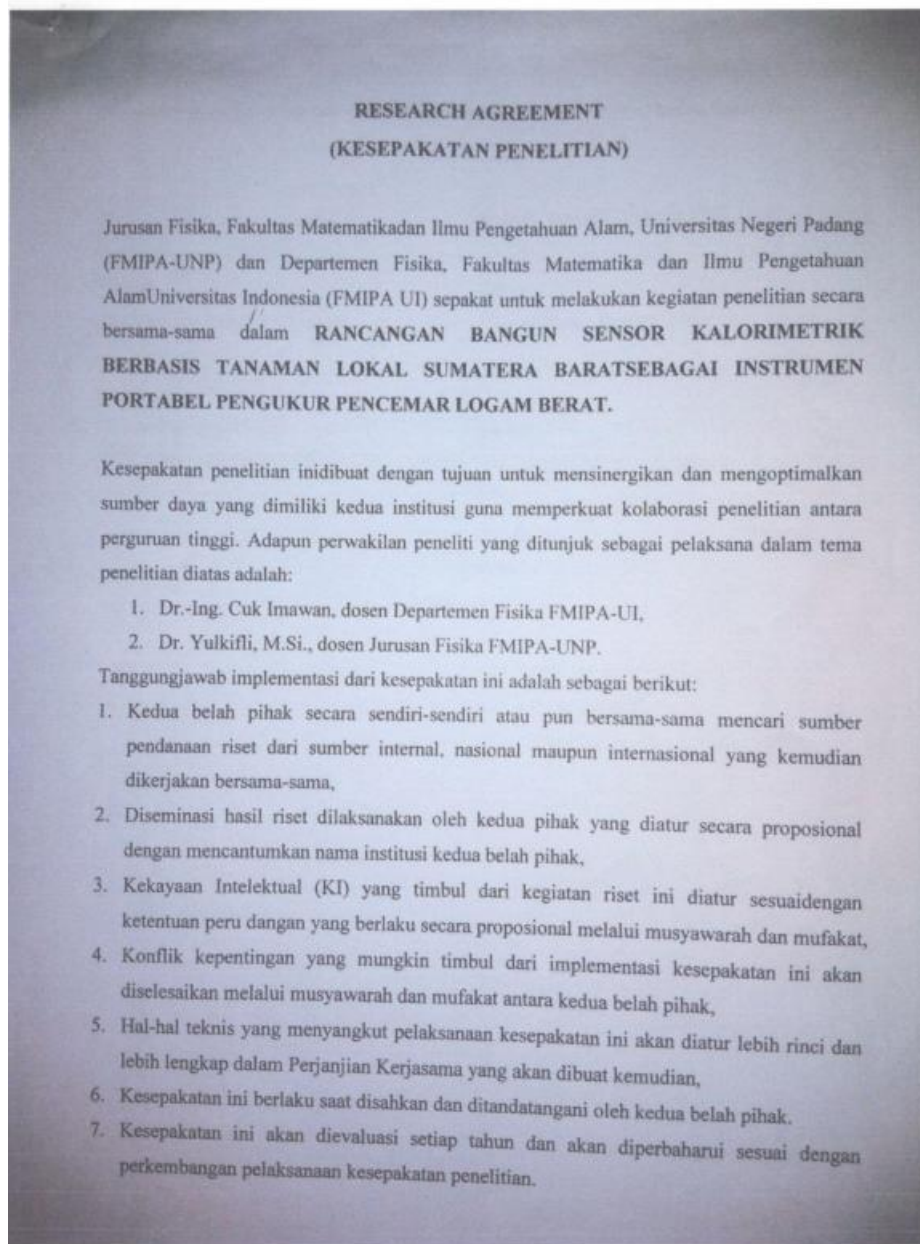 RESEARCH AGREEMENT
(KESEPAKATAN PENELITIAN)
Jurusan Fisika, Fakultas Matematikadan Ilmu Pengetahuan Alam, Universitas Negeri Padang
(FMIPA-UNP) dan Departemen Fisika, Fakultas Matematika dan Ilmu Pengetahuan
AlamUniversitas Indonesia (FMIPA UI) sepakat untuk melakukan kegiatan penelitian secara
bersama-sama dalam RANCANGAN BANGUN SENSOR KALORIMETRIK
BERBASIS TANAMAN LOKAL SUMATERA BARATSEBAGAI INSTRUMEN
PORTABEL PENGUKUR PENCEMAR LOGAM BERAT.
Kesepakatan penelitian inidibuat dengan tujuan untuk mensinergikan dan mengoptimalkan
sumber daya yang dimiliki kedua institusi guna memperkuat kolaborasi penelitian antara
perguruan tinggi. Adapun perwakilan peneliti yang ditunjuk sebagai pelaksana dalam tema
penelitian diatas adalah:
1. Dr.-Ing. Cuk Imawan, dosen Departemen Fisika FMIPA-UI,
2. Dr. Yulkifli, M.Si., dosen Jurusan Fisika FMIPA-UNP.
Tanggungjawab implementasi dari kesepakatan ini adalah sebagai berikut:
1. Kedua belah pihak secara sendiri-sendiri atau pun bersama-sama mencari sumber
pendanaan riset dari sumber internal, nasional maupun internasional yang kemudian
dikerjakan bersama-sama,
2. Diseminasi hasil riset dilaksanakan oleh kedua pihak yang diatur secara proposional
dengan mencantumkan nama institusi kedua belah pihak,
3. Kekayaan Intelektual (KI) yang timbul dari kegiatan riset ini diatur sesuaidengan
ketentuan peru dangan yang berlaku secara proposional melalui musyawarah dan mufakat,
4. Konflik kepentingan yang mungkin timbul dari implementasi kesepakatan ini akan
diselesaikan melalui musyawarah dan mufakat antara kedua belah pihak,
5. Hal-hal teknis yang menyangkut pelaksanaan kesepakatan ini akan diatur lebih rinci dan
lebih lengkap dalam Perjanjian Kerjasama yang akan dibuat kemudian,
6. Kesepakatan ini berlaku saat disahkan dan ditandatangani oleh kedua belah pihak.
7. Kesepakatan ini akan dievaluasi setiap tahun dan akan diperbaharui sesuai dengan
perkembangan pelaksanaan kesepakatan penelitian.